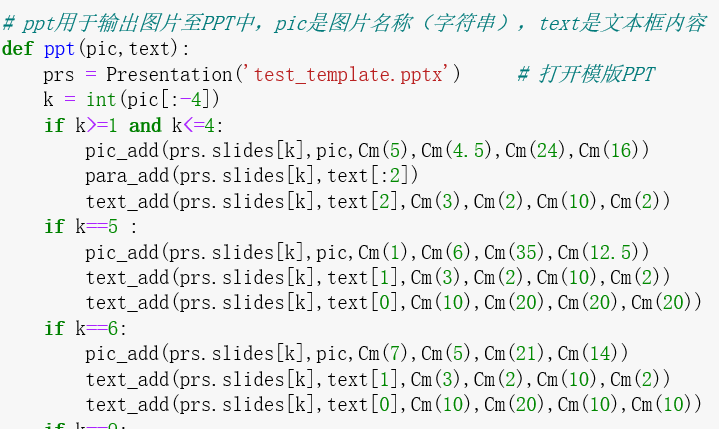 # ppt用于输出图片至PPT中，pic是图片名称（字符串），text是文本框内容
def ppt(pic,text):
    prs = Presentation('test_template.pptx')     # 打开模版PPT
    k = int(pic[:-4])
    if k>=1 and k<=4:
        pic_add(prs.slides[k],pic,Cm(5),Cm(4.5),Cm(24),Cm(16))
        para_add(prs.slides[k],text[:2])
        text_add(prs.slides[k],text[2],Cm(3),Cm(2),Cm(10),Cm(2))
    if k==5 :
        pic_add(prs.slides[k],pic,Cm(1),Cm(6),Cm(35),Cm(12.5))
        text_add(prs.slides[k],text[1],Cm(3),Cm(2),Cm(10),Cm(2))
        text_add(prs.slides[k],text[0],Cm(10),Cm(20),Cm(20),Cm(20))
    if k==6:
        pic_add(prs.slides[k],pic,Cm(7),Cm(5),Cm(21),Cm(14))
        text_add(prs.slides[k],text[1],Cm(3),Cm(2),Cm(10),Cm(2))
        text_add(prs.slides[k],text[0],Cm(10),Cm(20),Cm(10),Cm(10))